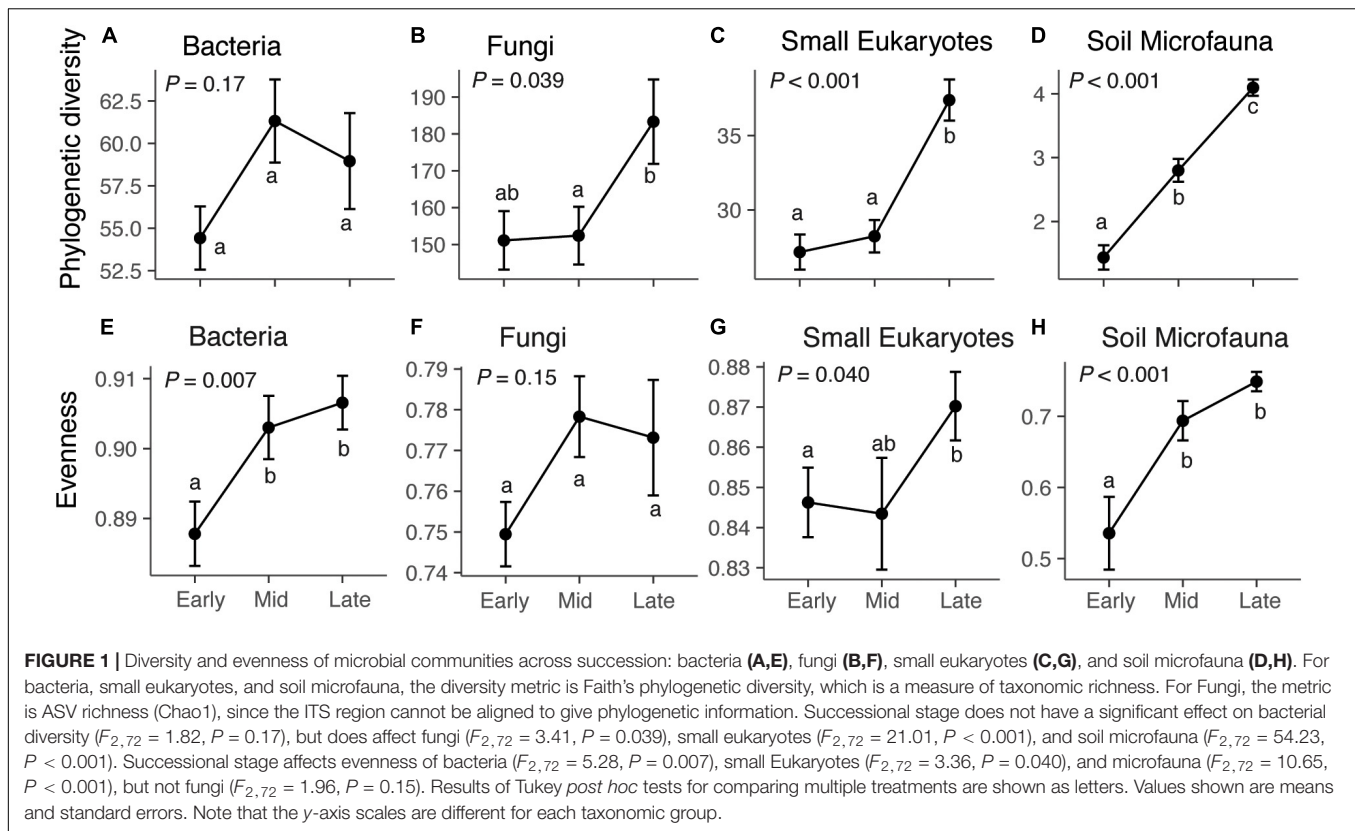 A Bacteria
B Fungi
C Small Eukaryotes
D Soil Microfauna
Phylogenetic diversity
P = 0.17
62.5
60.0
57.5
55.0
52.5
a
a
a
P = 0.039
190
180
170
160
150
ab
a
b
P < 0.001
35
30
a
a
b
P < 0.001
4
3
2
a
b
c
E Bacteria
F Fungi
G Small Eukaryotes
H Soil Microfauna
Evenness
P = 0.007
0.91
0.90
0.89
a
b
b
Early Mid Late
P = 0.15
0.79
0.78
0.77
0.76
0.75
0.74
a
a
a
Early Mid Late
P = 0.040
0.88
0.87
0.86
0.85
0.84
0.83
a
ab
b
Early Mid Late
P < 0.001
0.7
0.6
0.5
a
b
b
Early Mid Late
FIGURE 1 | Diversity and evenness of microbial communities across succession: bacteria (A,E), fungi (B,F), small eukaryotes (C,G), and soil microfauna (D,H). For
bacteria, small eukaryotes, and soil microfauna, the diversity metric is Faith's phylogenetic diversity, which is a measure of taxonomic richness. For Fungi, the metric
is ASV richness (Chao1), since the ITS region cannot be aligned to give phylogenetic information. Successional stage does not have a significant effect on bacterial
diversity (F2,72 = 1.82, P = 0.17), but does affect fungi (F2,72 = 3.41, P = 0.039), small eukaryotes (F2,72 = 21.01, P < 0.001), and soil microfauna (F2,72 = 54.23,
P < 0.001). Successional stage affects evenness of bacteria (F2,72 = 5.28, P = 0.007), small Eukaryotes (F2,72 = 3.36, P = 0.040), and microfauna (F2,72 = 10.65,
P < 0.001), but not fungi (F2,72 = 1.96, P = 0.15). Results of Tukey post hoc tests for comparing multiple treatments are shown as letters. Values shown are means
and standard errors. Note that the y-axis scales are different for each taxonomic group.